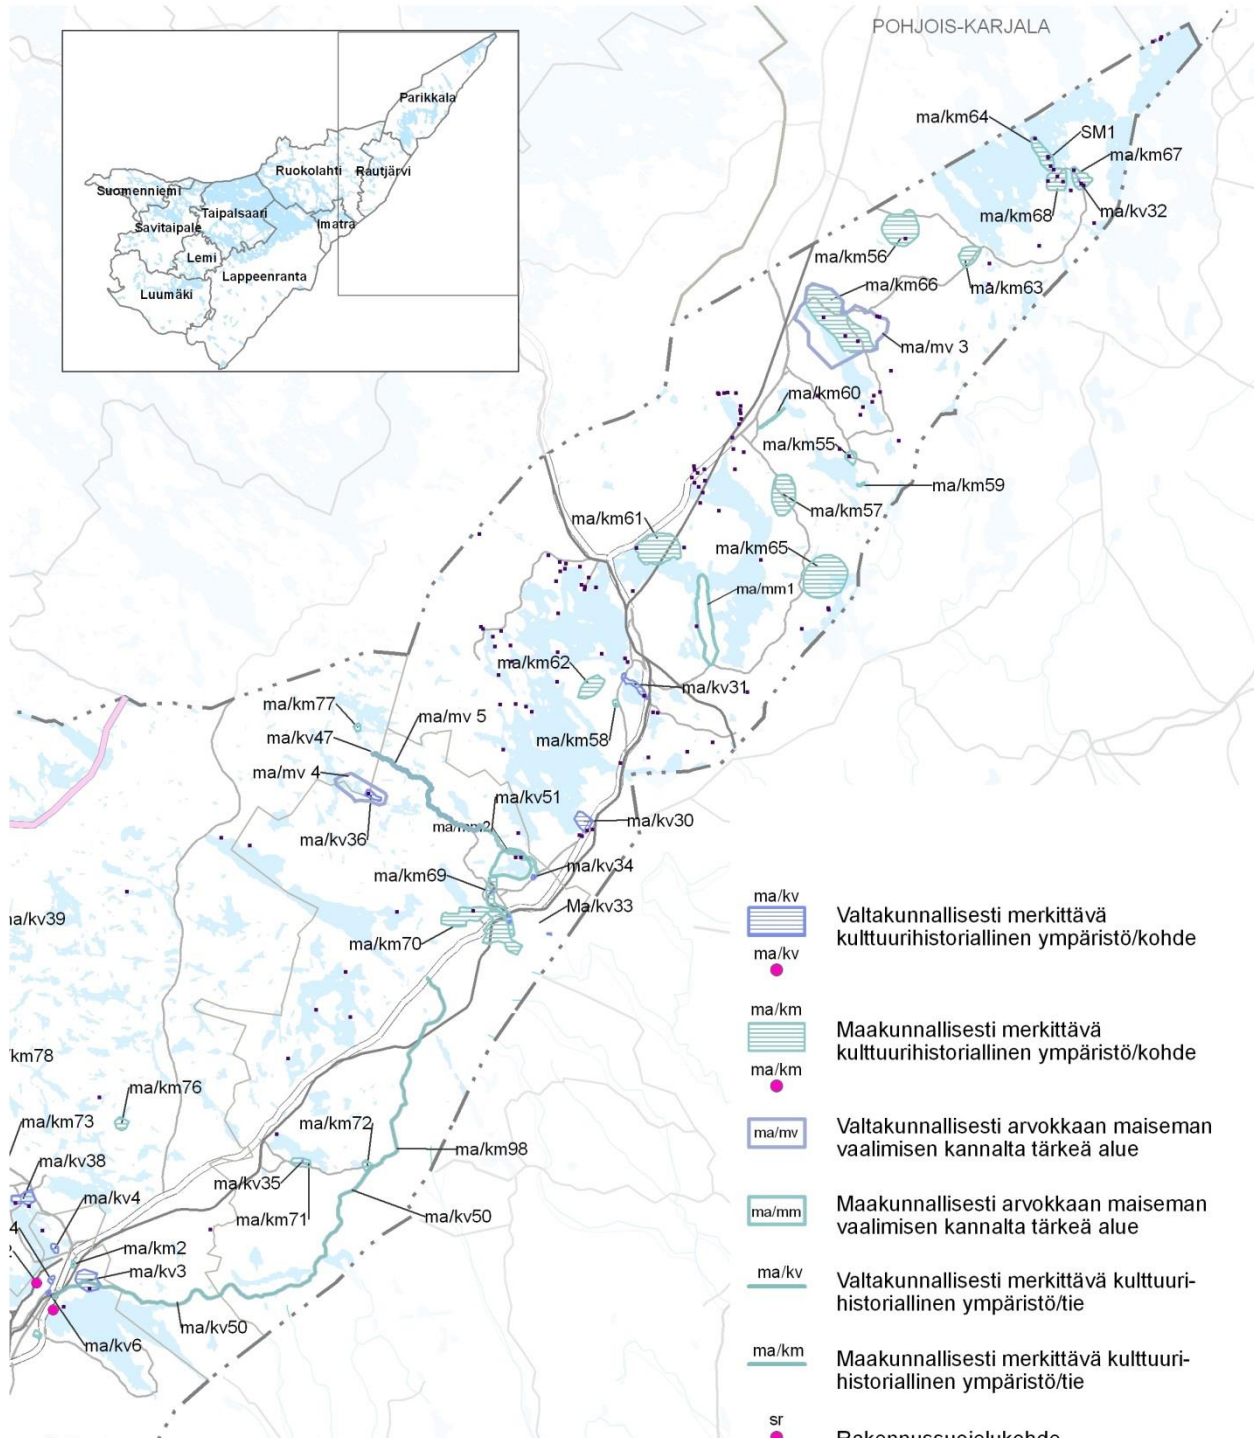 POHJOIS-KARJALA
Parikkala
Ruokolahti
Rautjärvi
Suomenniemi
Taipalsaari
Imatra
Savitaipale
Lemi
Lappeenranta
Luumäki
ma/km64
SM1
ma/km67
ma/km68
ma/kv32
ma/km56
ma/km66
ma/km63
ma/mv 3
ma/km60
ma/km55
ma/km59
ma/km57
ma/km61
ma/km65
ma/mm1
ma/km62
ma/kv31
ma/km77
ma/mv 5
ma/kv47
ma/km58
ma/mv 4
ma/kv51
ma/mm2
ma/kv30
ma/kv36
ma/kv34
ma/km69
Ma/kv33
na/kv39
ma/km70
km78
ma/km76
ma/km73
ma/km72
ma/km98
ma/kv38
ma/kv35
ma/kv4
ma/km71
ma/kv50
4
2
ma/km2
ma/kv3
ma/kv50
ma/kv6
ma/kv
Valtakunnallisesti merkittävä
kulttuurihistoriallinen ympäristö/kohde
ma/kv
ma/km
Maakunnallisesti merkittävä
kulttuurihistoriallinen ympäristö/kohde
ma/km
ma/mv
Valtakunnallisesti arvokkaan maiseman
vaalimisen kannalta tärkeä alue
ma/mm
Maakunnallisesti arvokkaan maiseman
vaalimisen kannalta tärkeä alue
ma/kv
Valtakunnallisesti merkittävä kulttuuri-
historiallinen ympäristö/tie
ma/km
Maakunnallisesti merkittävä kulttuuri-
historiallinen ympäristö/tie
sr
Rakennussuojelukohde